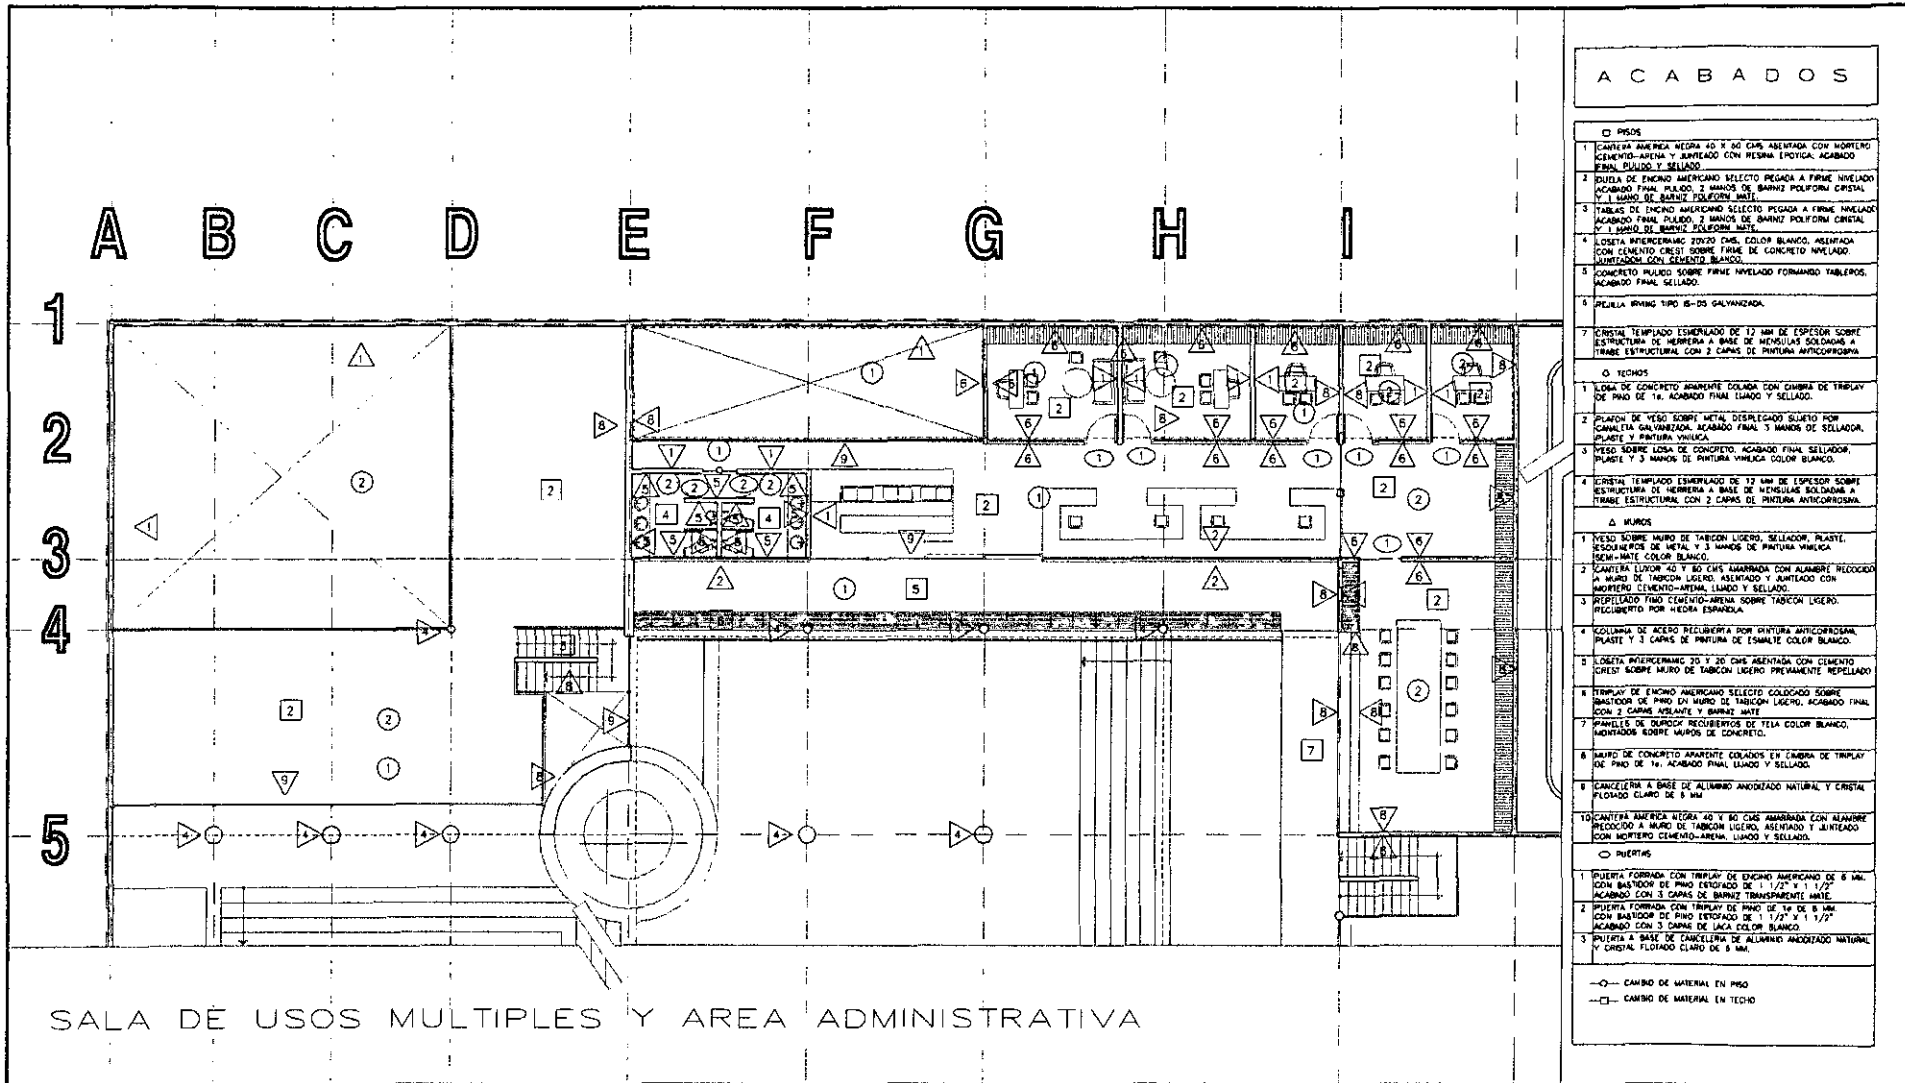 ACABADOS
PISOS
1 CANTERA AMERICA NEGRA 40 X 60 CMS ASENTADA CON MORTERO
CEMENTO-ARENA Y JUNTEADO CON RESINA EPOXICA, ACABADO
FINAL PULIDO Y SELLADO
2 DUELA DE ENCINO AMERICANO SELECTO PEGADA A FIRME NIVELADO
ACABADO FINAL PULIDO, 2 MANOS DE BARNIZ POLIFORM CRISTAL
Y 1 MANO DE BARNIZ POLIFORM MATE.
3 TABLAS DE ENCINO AMERICANO SELECTO PEGADA A FIRME NIVELADO
ACABADO FINAL PULIDO, 2 MANOS DE BARNIZ POLIFORM CRISTAL
Y 1 MANO DE BARNIZ POLIFORM MATE.
4 LOSETA INTERCERAMIC 20X20 CMS. COLOR BLANCO, ASENTADA
CON CEMENTO CREST SOBRE FIRME DE CONCRETO NIVELADO.
CON CEMENTO BLANCO.
5 CONCRETO PULIDO SOBRE FIRME NIVELADO FORMANDO TABLEROS,
ACABADO FINAL SELLADO.
6 REJILLA IRVING TIPO IS-05 GALVANIZADA.
7 CRISTAL TEMPLADO ESMERILADO DE 12 MM DE ESPESOR SOBRE
ESTRUCTURA DE HERRERIA A BASE DE MENSULAS SOLDADAS A
TRABE ESTRUCTURAL CON 2 CAPAS DE PINTURA ANTICORROSIVA
TECHOS
1 LOSA DE CONCRETO APARENTE COLADA CON CIMBRA DE TRIPLAY
DE PINO DE 1a. ACABADO FINAL LIJADO Y SELLADO.
2 PLAFON DE YESO SOBRE METAL DESPLEGADO SUJETO POR
CANALETA GALVANIZADA, ACABADO FINAL 3 MANOS DE SELLADOR,
PLASTE Y PINTURA VINILICA
3 YESO SOBRE LOSA DE CONCRETO, ACABADO FINAL SELLADOR,
PLASTE Y 3 MANOS DE PINTURA VINILICA COLOR BLANCO.
4 CRISTAL TEMPLADO ESMERILADO DE 12 MM DE ESPESOR SOBRE
ESTRUCTURA DE HERRERIA A BASE DE MENSULAS SOLDADAS A
TRABE ESTRUCTURAL CON 2 CAPAS DE PINTURA ANTICORROSIVA
MUROS
1 YESO SOBRE MURO DE TABICON LIGERO, SELLADOR, PLASTE,
ESQUINEROS DE METAL Y 3 MANOS DE PINTURA VINILICA
SEMI-MATE COLOR BLANCO.
2 CANTERA LUXOR 40 Y 60 CMS AMARRADA CON ALAMBRE RECOCIDO
A MURO DE TABICON LIGERO, ASENTADO Y JUNTEADO CON
MORTERO CEMENTO-ARENA, LIJADO Y SELLADO.
3 REPELLADO FINO CEMENTO-ARENA SOBRE TABICON LIGERO.
RECUBIERTO POR HIEDRA ESPAÑOLA
4 COLUMNA DE ACERO RECUBIERTA POR PINTURA ANTICORROSIVA,
PLASTE Y 3 CAPAS DE PINTURA DE ESMALTE COLOR BLANCO.
5 LOSETA INTERCERAMIC 20 Y 20 CMS ASENTADA CON CEMENTO
CREST SOBRE MURO DE TABICON LIGERO PREVIAMENTE REPELLADO
6 TRIPLAY DE ENCINO AMERICANO SELECTO COLOCADO SOBRE
BASTIDOR DE PINO EN MURO DE TABICON LIGERO, ACABADO FINAL
CON 2 CAPAS AISLANTE Y BARNIZ MATE
7 PANELES DE DUROCK RECUBIERTOS DE TELA COLOR BLANCO,
MONTADOS SOBRE MUROS DE CONCRETO.
8 MURO DE CONCRETO APARENTE COLADOS EN CIMBRA DE TRIPLAY
DE PINO DE 1a. ACABADO FINAL LIJADO Y SELLADO.
9 CANCELERIA A BASE DE ALUMINIO ANODIZADO NATURAL Y CRISTAL
FLOTADO CLARO DE 6 MM
10 CANTERA AMERICA NEGRA 40 Y 60 CMS AMARRADA CON ALAMBRE
RECOCIDO A MURO DE TABICON LIGERO, ASENTADO Y JUNTEADO
CON MORTERO CEMENTO-ARENA, LIJADO Y SELLADO.
PUERTAS
1 PUERTA FORRADA CON TRIPLAY DE ENCINO AMERICANO DE 6 MM.
CON BASTIDOR DE PINO ESTOFADO DE 1 1/2" X 1 1/2"
ACABADO CON 3 CAPAS DE BARNIZ TRANSPARENTE MATE.
2 PUERTA FORRADA CON TRIPLAY DE PINO DE 1a DE 6 MM.
CON BASTIDOR DE PINO ESTOFADO DE 1 1/2" X 1 1/2"
ACABADO CON 3 CAPAS DE LACA COLOR BLANCO.
3 PUERTA A BASE DE CANCELERIA DE ALUMINIO ANODIZADO NATURAL
Y CRISTAL FLOTADO CLARO DE 6 MM.
CAMBIO DE MATERIAL EN PISO
CAMBIO DE MATERIAL EN TECHO
A B C D E F G H I
1
2
3
4
5
SALA DE USOS MULTIPLES Y AREA ADMINISTRATIVA